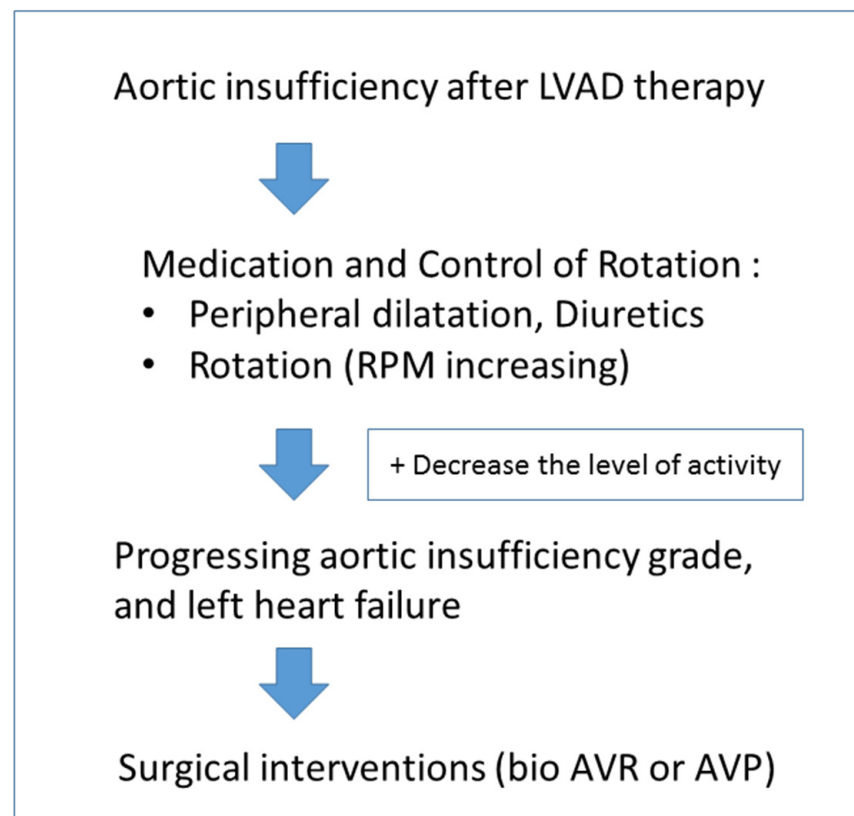 Aortic insufficiency after LVAD therapy
Medication and Control of Rotation :
• Peripheral dilatation, Diuretics
• Rotation (RPM increasing)
+ Decrease the level of activity
Progressing aortic insufficiency grade,
and left heart failure
Surgical interventions (bio AVR or AVP)